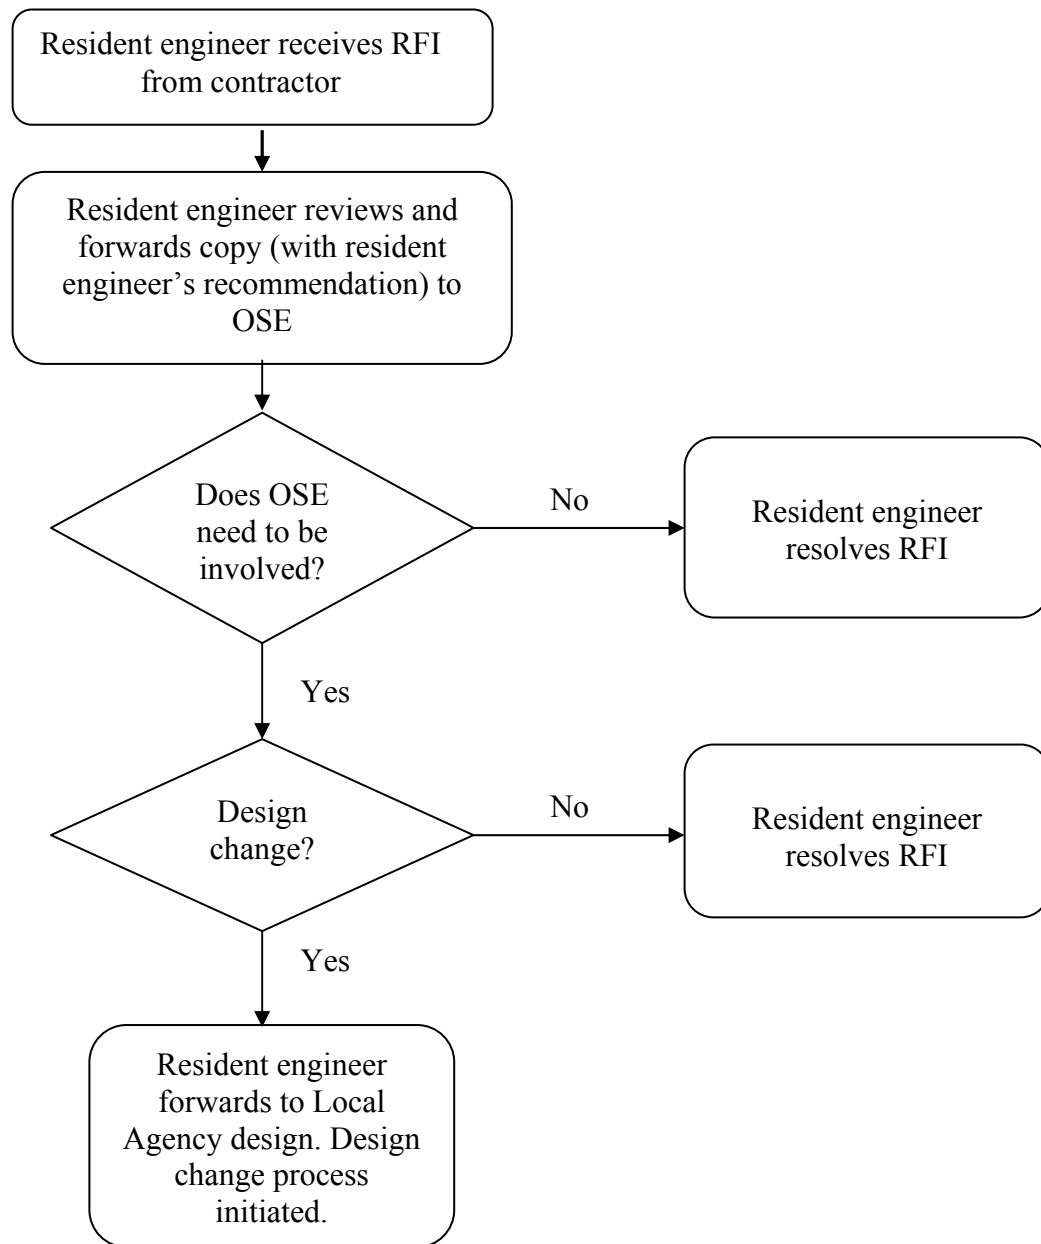 Resident engineer receives RFI
from contractor
Resident engineer reviews and
forwards copy (with resident
engineer’s recommendation) to
OSE
Does OSE
need to be
involved?
No
Resident engineer
resolves RFI
Yes
Design
change?
No
Resident engineer
resolves RFI
Yes
Resident engineer
forwards to Local
Agency design. Design
change process
initiated.